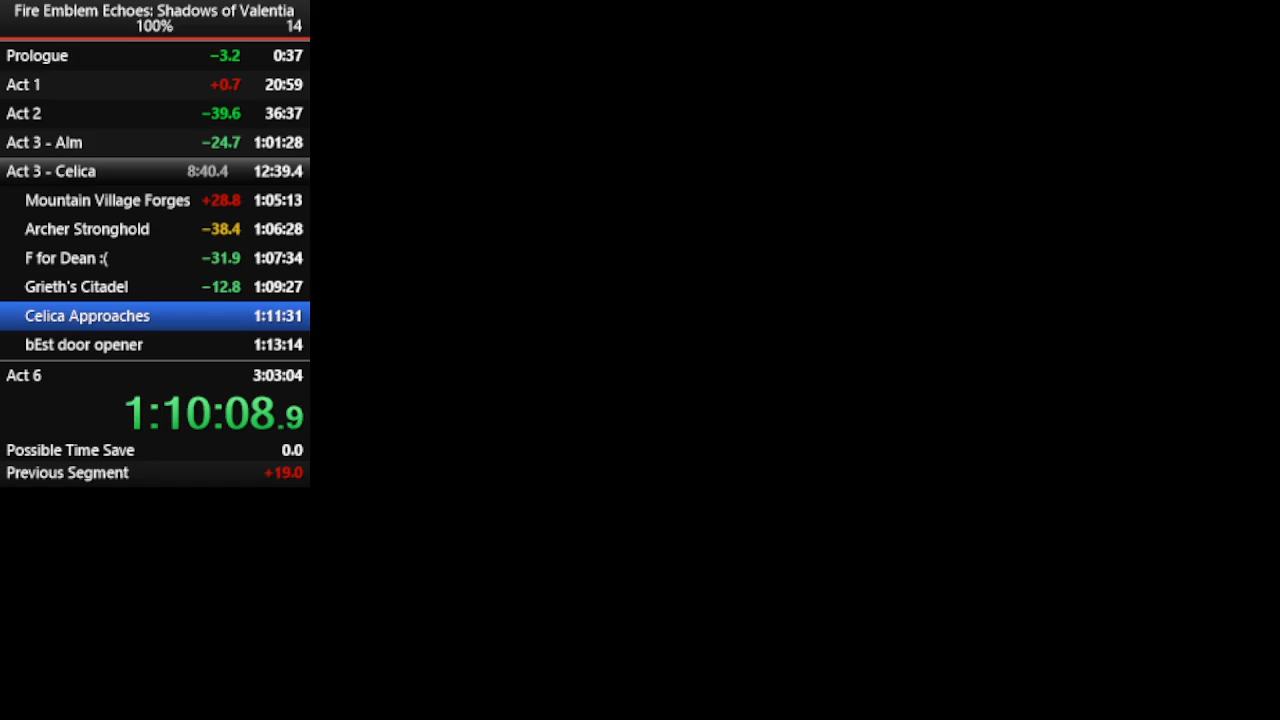 Fire Emblem Echoes: Shadows of Valentia
100% 14
Prologue −3.2 0:37
Act 1 +0.7 20:59
Act 2 −39.6 36:37
Act 3 - Alm −24.7 1:01:28
Act 3 - Celica 8:40.4 12:39.4
Mountain Village Forges +28.8 1:05:13
Archer Stronghold −38.4 1:06:28
F for Dean :( −31.9 1:07:34
Grieth's Citadel −12.8 1:09:27
Celica Approaches 1:11:31
bEst door opener 1:13:14
Act 6 3:03:04
1:10:08.9
Possible Time Save 0.0
Previous Segment +19.0